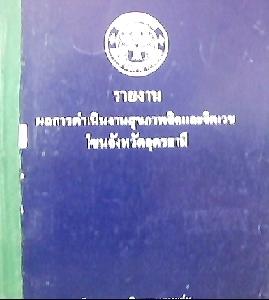 รายงาน
ผลการดำเนินงานสุขภาพจิตและจิตเวช
โซนจังหวัดอุดรธานี